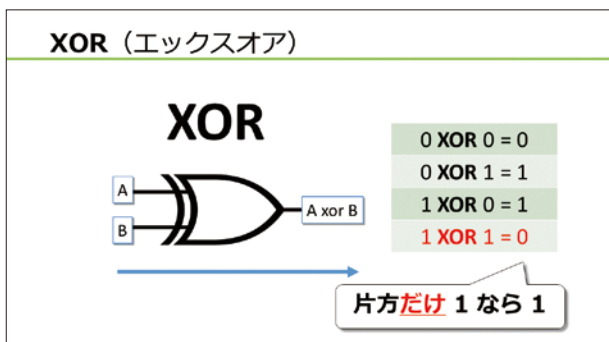 XOR（エックスオア）
XOR
A
B
A xor B
0 XOR 0 = 0
0 XOR 1 = 1
1 XOR 0 = 1
1 XOR 1 = 0
片方だけ 1 なら 1